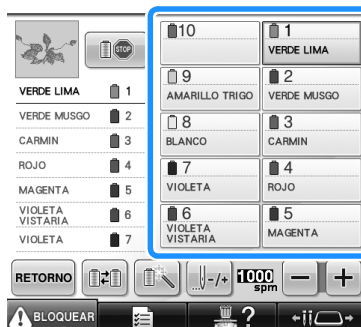 STOP
VERDE LIMA 1
VERDE MUSGO 2
CARMIN 3
ROJO 4
MAGENTA 5
VIOLETA
VISTARIA 6
VIOLETA 7
10
1
VERDE LIMA
9
AMARILLO TRIGO
2
VERDE MUSGO
8
BLANCO
3
CARMIN
7
VIOLETA
4
ROJO
6
VIOLETA
VISTARIA
5
MAGENTA
RETORNO
-/+
1000
spm
- +
BLOQUEAR
?